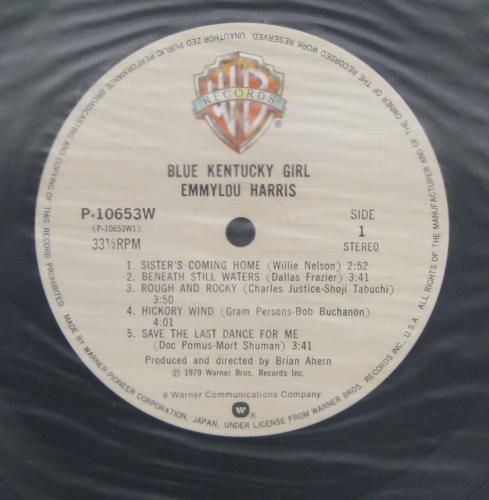 WB
RECORDS
®
BLUE KENTUCKY GIRL
EMMYLOU HARRIS
P-10653W
(P-10653W1)
33⅓RPM
SIDE
1
STEREO
1. SISTER'S COMING HOME (Willie Nelson) 2:52
2. BENEATH STILL WATERS (Dallas Frazier) 3:41
3. ROUGH AND ROCKY (Charles Justice-Shoji Tabuchi)
3:50
4. HICKORY WIND (Gram Persons-Bob Buchanon)
4:01
5. SAVE THE LAST DANCE FOR ME
(Doc Pomus-Mort Shuman) 3:41
Produced and directed by Brian Ahern
℗ 1979 Warner Bros. Records Inc.
a Warner Communications Company
W®
MADE BY WARNER-PIONEER CORPORATION, JAPAN, UNDER LICENSE FROM WARNER BROS. RECORDS INC. U.S.A. ALL RIGHTS OF THE MANUFACTURER AND OF THE OWNER OF THE RECORDED WORK RESERVED. UNAUTHORIZED PUBLIC PERFORMANCE BROADCASTING AND COPYING OF THIS RECORD PROHIBITED